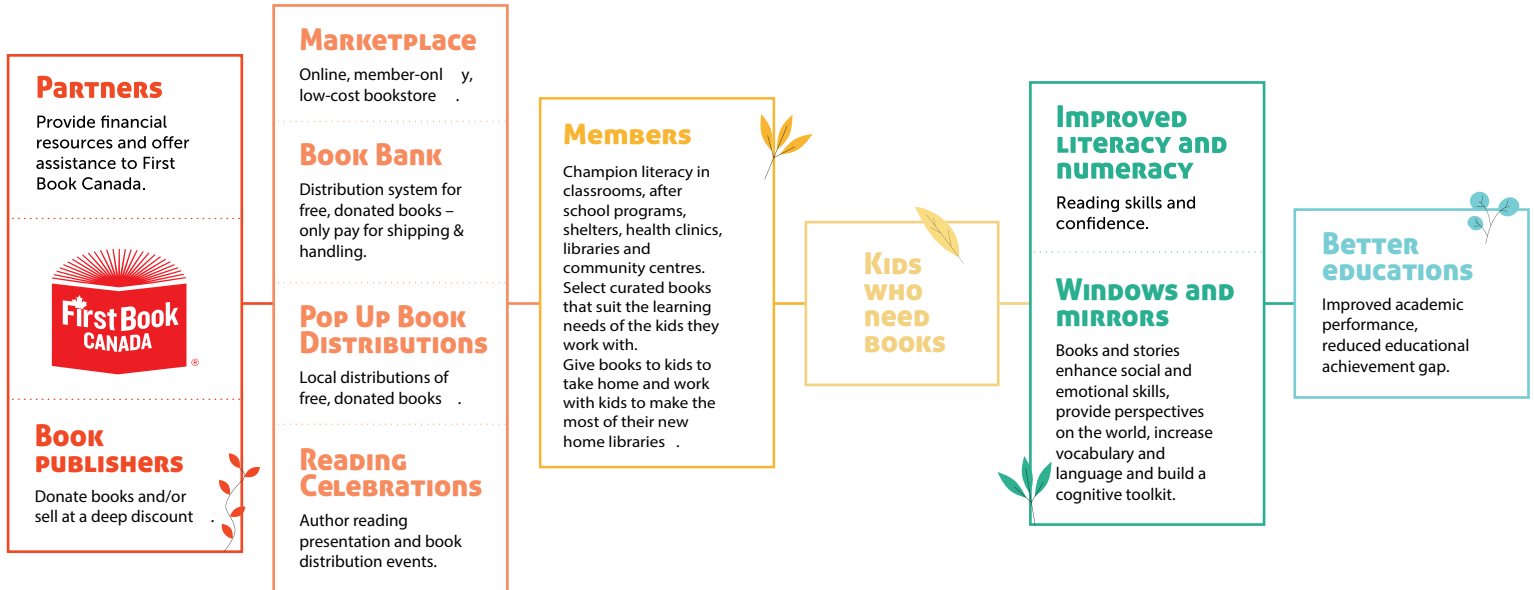 Partners
Provide financial
resources and offer
assistance to First
Book Canada.
First Book
CANADA
®
Book
publishers
Donate books and/or
sell at a deep discount .
Marketplace
Online, member-onl y,
low-cost bookstore .
Book Bank
Distribution system for
free, donated books –
only pay for shipping &
handling.
Pop Up Book
Distributions
Local distributions of
free, donated books .
Reading
Celebrations
Author reading
presentation and book
distribution events.
Members
Champion literacy in
classrooms, after
school programs,
shelters, health clinics,
libraries and
community centres.
Select curated books
that suit the learning
needs of the kids they
work with.
Give books to kids to
take home and work
with kids to make the
most of their new
home libraries .
Kids
who
need
books
Improved
literacy and
numeracy
Reading skills and
confidence.
Windows and
mirrors
Books and stories
enhance social and
emotional skills,
provide perspectives
on the world, increase
vocabulary and
language and build a
cognitive toolkit.
Better
educations
Improved academic
performance,
reduced educational
achievement gap.